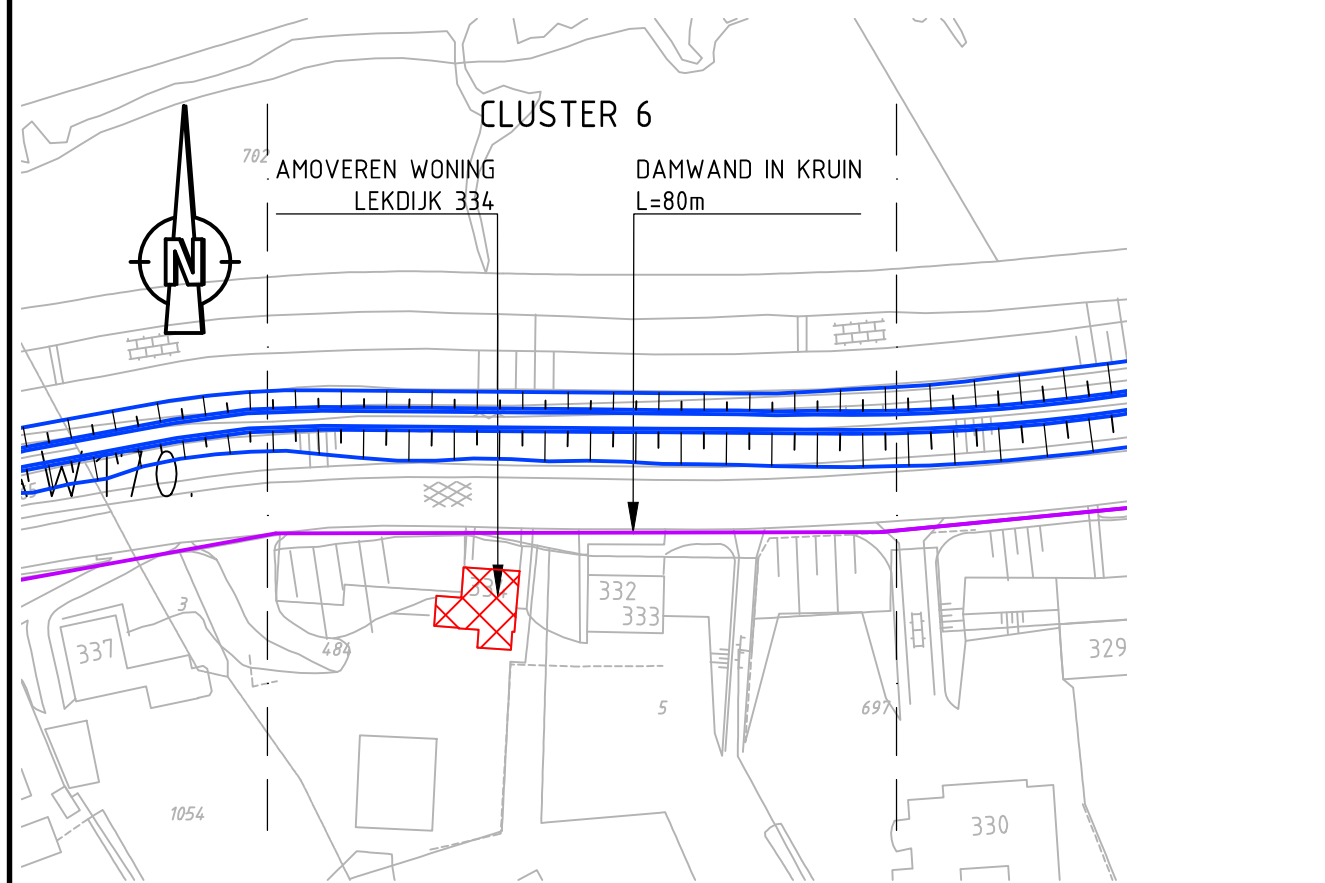 CLUSTER 6
702
AMOVEREN WONING
LEKDIJK 334
DAMWAND IN KRUIN
L=80m
N
334
332
333
3
337
484
329
5
697
1054
330